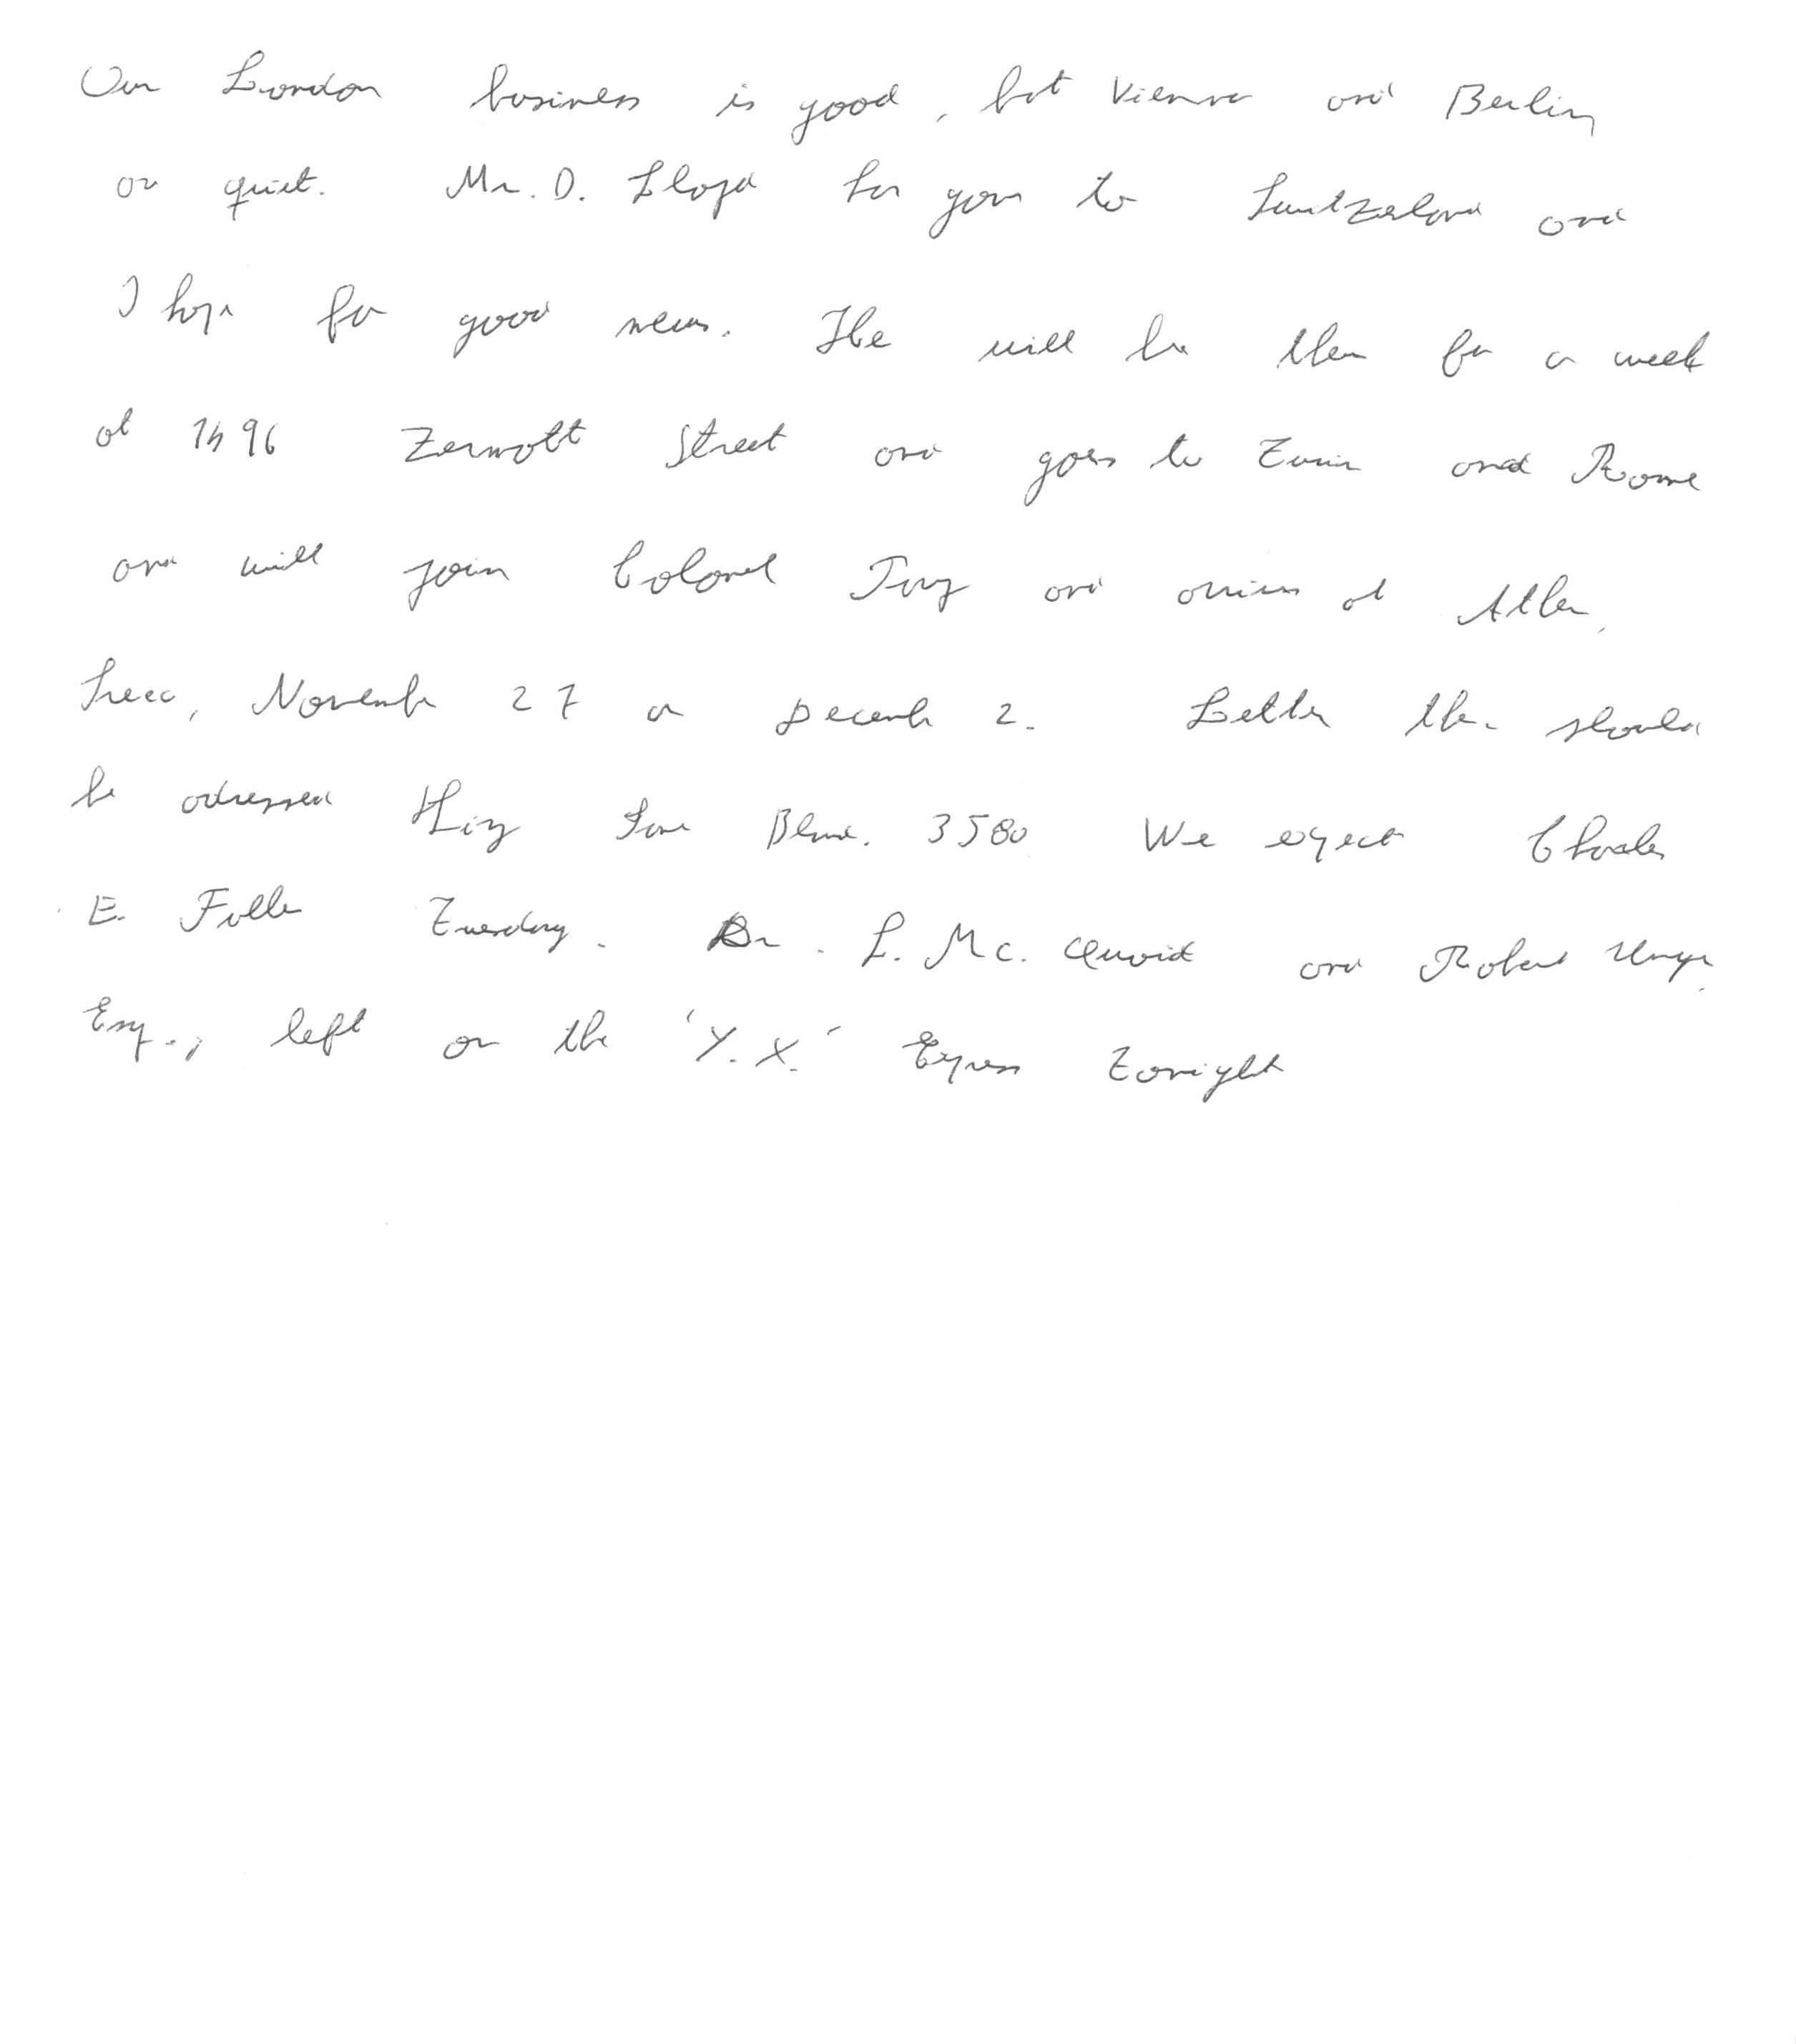 Our London business is good, but Vienna and Berlin
are quiet. Mr. D. Lloyd has gone to Switzerland and
I hope for good news. He will be there for a week
at 1496 Zermott Street and goes to Turin and Rome
and will join Colonel Parry and arrives at Athens,
Greece, November 27 or December 2. Letters there should
be addressed King James Blvd. 3580 We expect Charles
E. Fuller Tuesday. Dr. L. Mc. Quaid and Robert Unger,
Esq., left on the 'Y.X.' Express Tonight